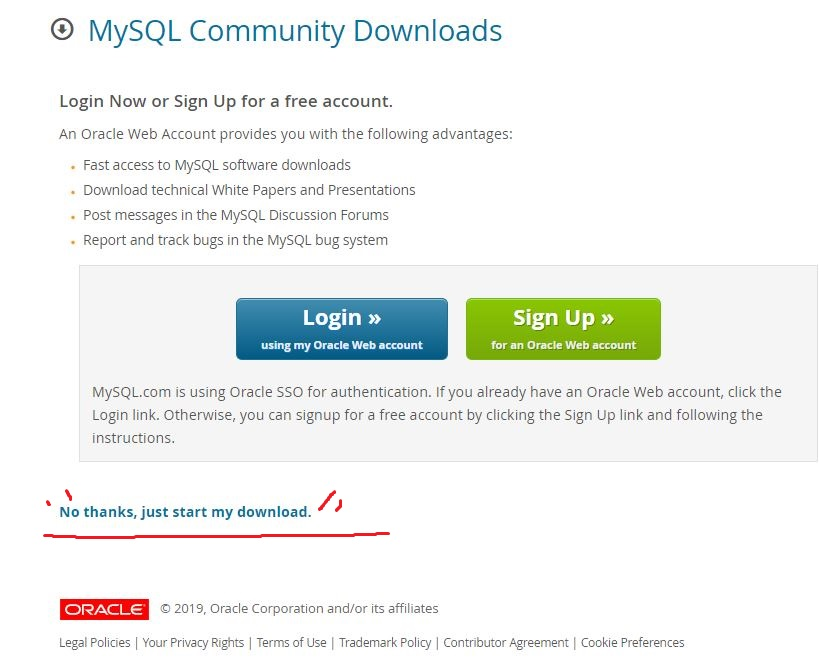 MySQL Community Downloads
Login Now or Sign Up for a free account.
An Oracle Web Account provides you with the following advantages:
Fast access to MySQL software downloads
Download technical White Papers and Presentations
Post messages in the MySQL Discussion Forums
Report and track bugs in the MySQL bug system
Login »
using my Oracle Web account
Sign Up »
for an Oracle Web account
MySQL.com is using Oracle SSO for authentication. If you already have an Oracle Web account, click the
Login link. Otherwise, you can signup for a free account by clicking the Sign Up link and following the
instructions.
No thanks, just start my download.
ORACLE © 2019, Oracle Corporation and/or its affiliates
Legal Policies | Your Privacy Rights | Terms of Use | Trademark Policy | Contributor Agreement | Cookie Preferences